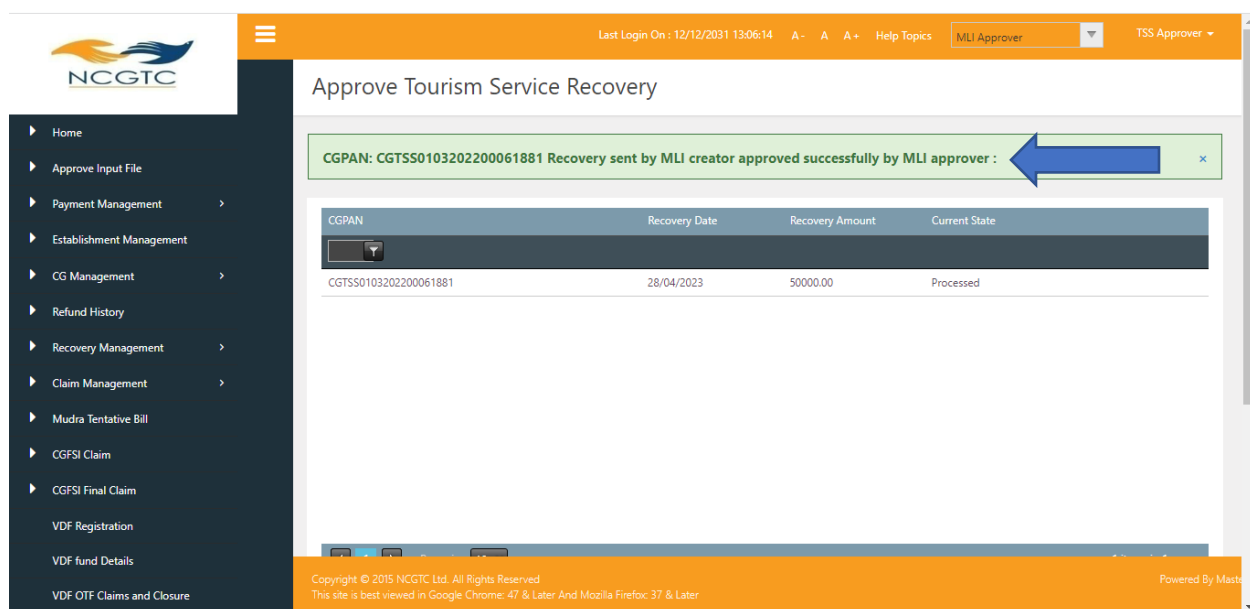 NCGTC
Last Login On : 12/12/2031 13:06:14 A- A A+ Help Topics MLI Approver TSS Approver
Approve Tourism Service Recovery
Home
Approve Input File
Payment Management
Establishment Management
CG Management
Refund History
Recovery Management
Claim Management
Mudra Tentative Bill
CGFSI Claim
CGFSI Final Claim
VDF Registration
VDF fund Details
VDF OTF Claims and Closure
CGPAN: CGTSS0103202200061881 Recovery sent by MLI creator approved successfully by MLI approver : ×
CGPAN Recovery Date Recovery Amount Current State
CGTSS0103202200061881 28/04/2023 50000.00 Processed
Copyright © 2015 NCGTC Ltd. All Rights Reserved
This site is best viewed in Google Chrome: 47 & Later And Mozilla Firefox: 37 & Later
Powered By